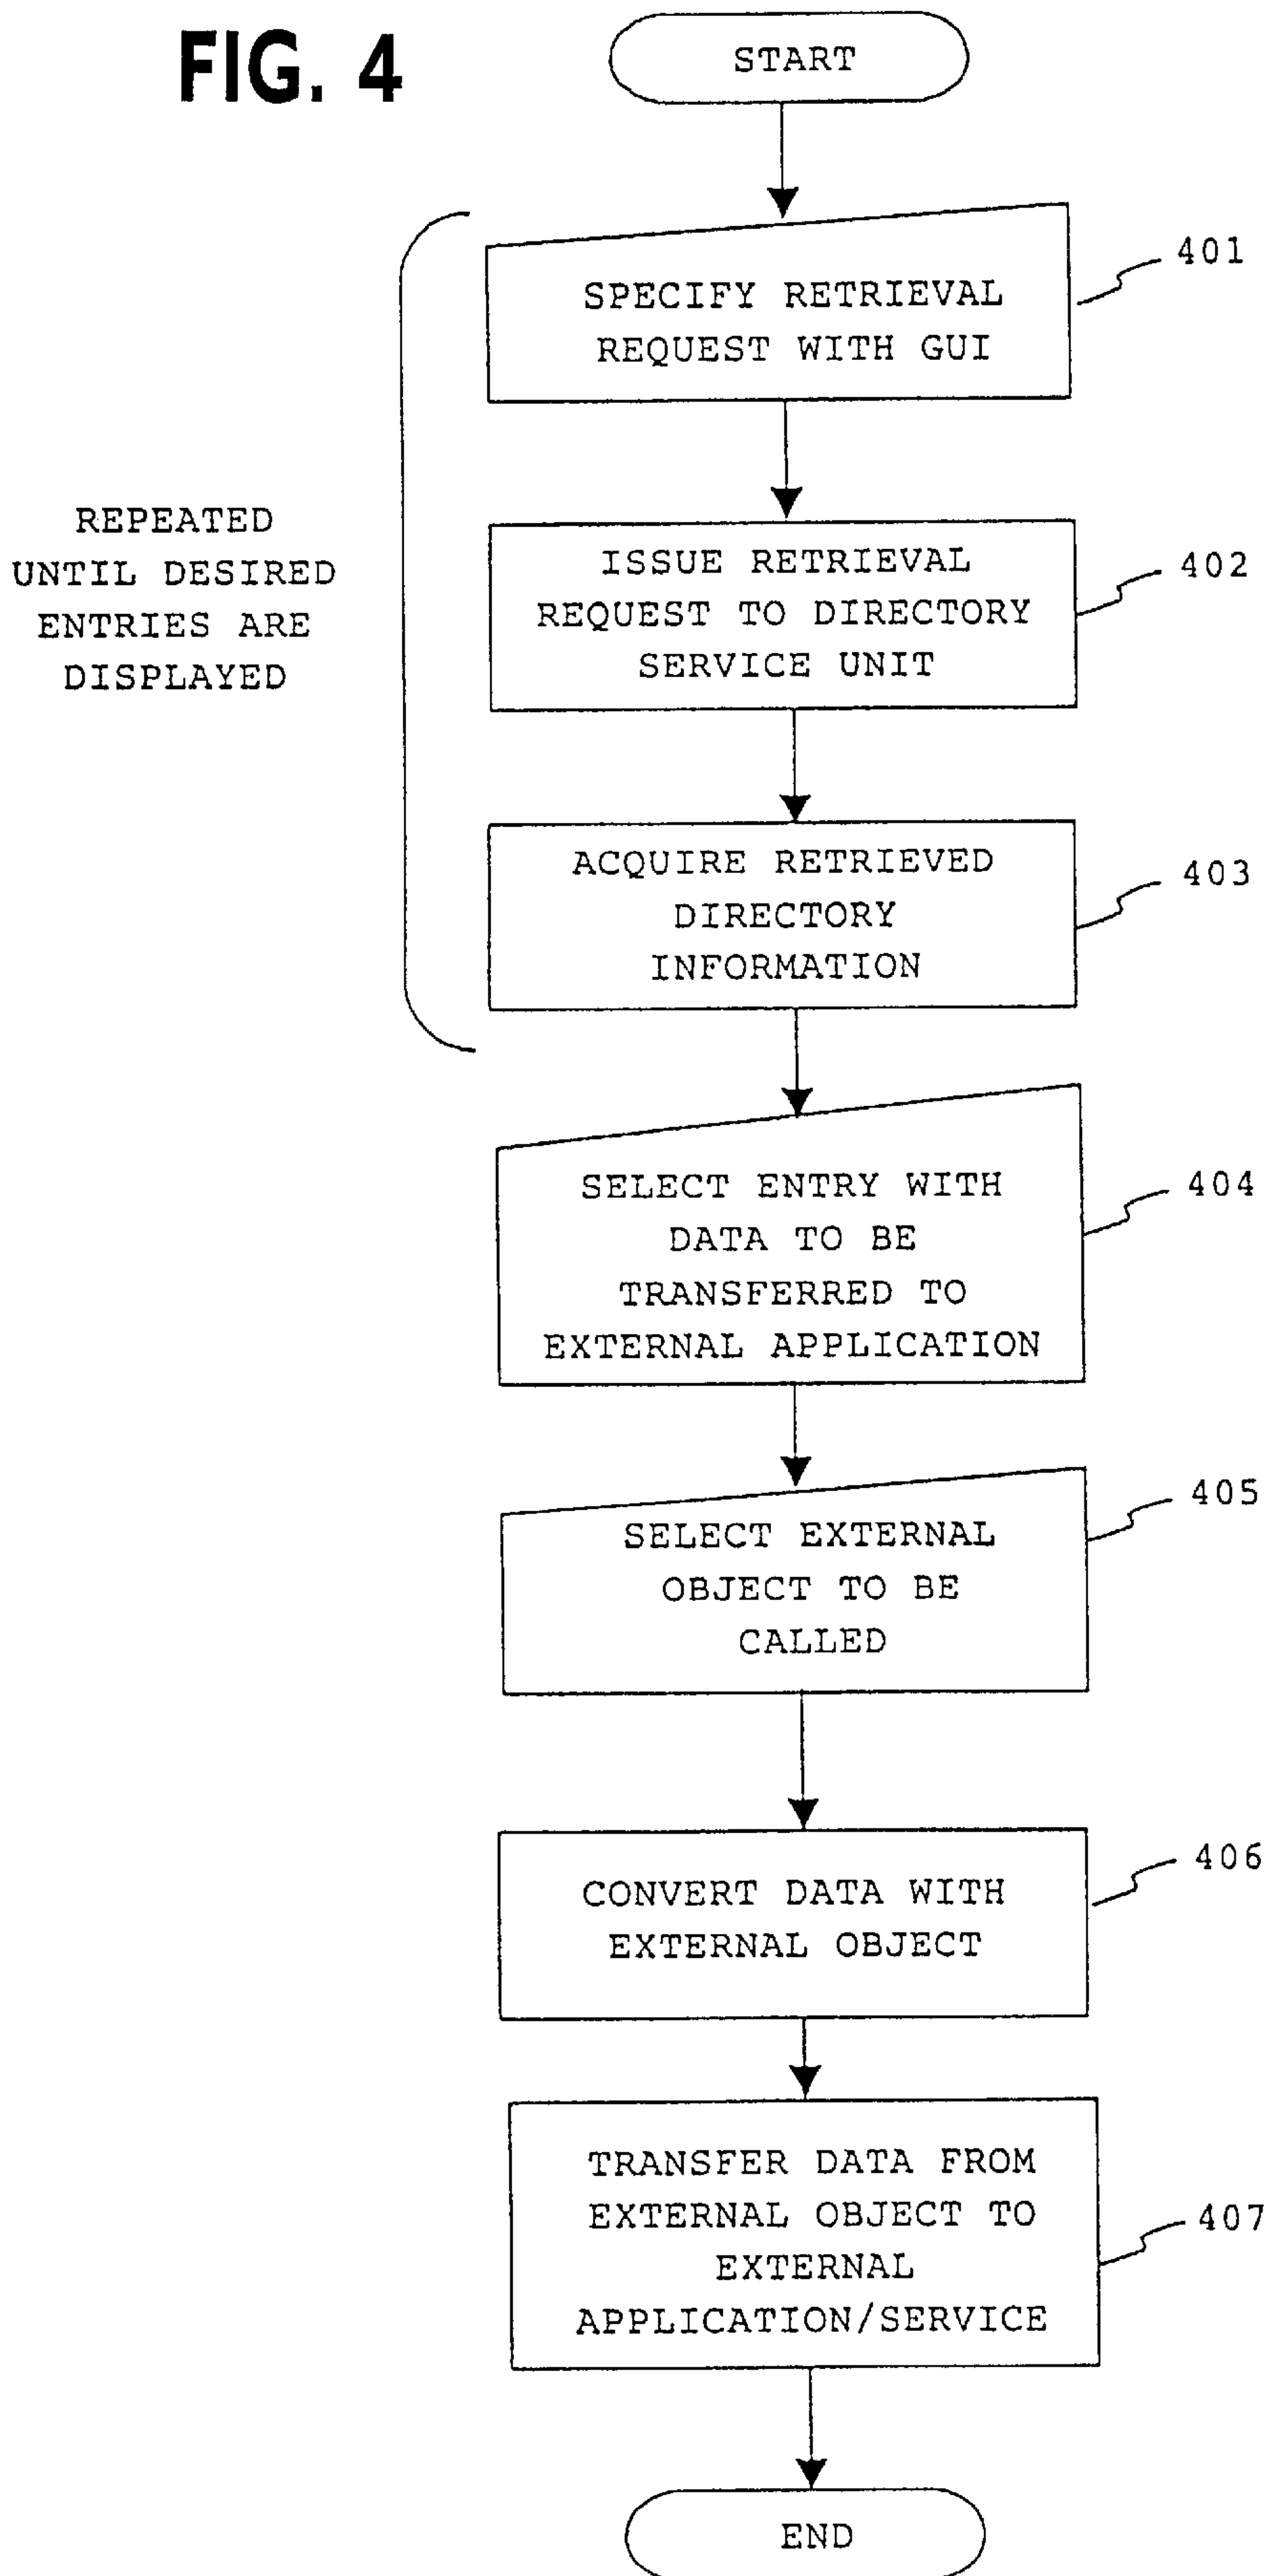 FIG. 4
START
401
SPECIFY RETRIEVAL
REQUEST WITH GUI
REPEATED
UNTIL DESIRED
ENTRIES ARE
DISPLAYED
402
ISSUE RETRIEVAL
REQUEST TO DIRECTORY
SERVICE UNIT
403
ACQUIRE RETRIEVED
DIRECTORY
INFORMATION
404
SELECT ENTRY WITH
DATA TO BE
TRANSFERRED TO
EXTERNAL APPLICATION
405
SELECT EXTERNAL
OBJECT TO BE
CALLED
406
CONVERT DATA WITH
EXTERNAL OBJECT
407
TRANSFER DATA FROM
EXTERNAL OBJECT TO
EXTERNAL
APPLICATION/SERVICE
END